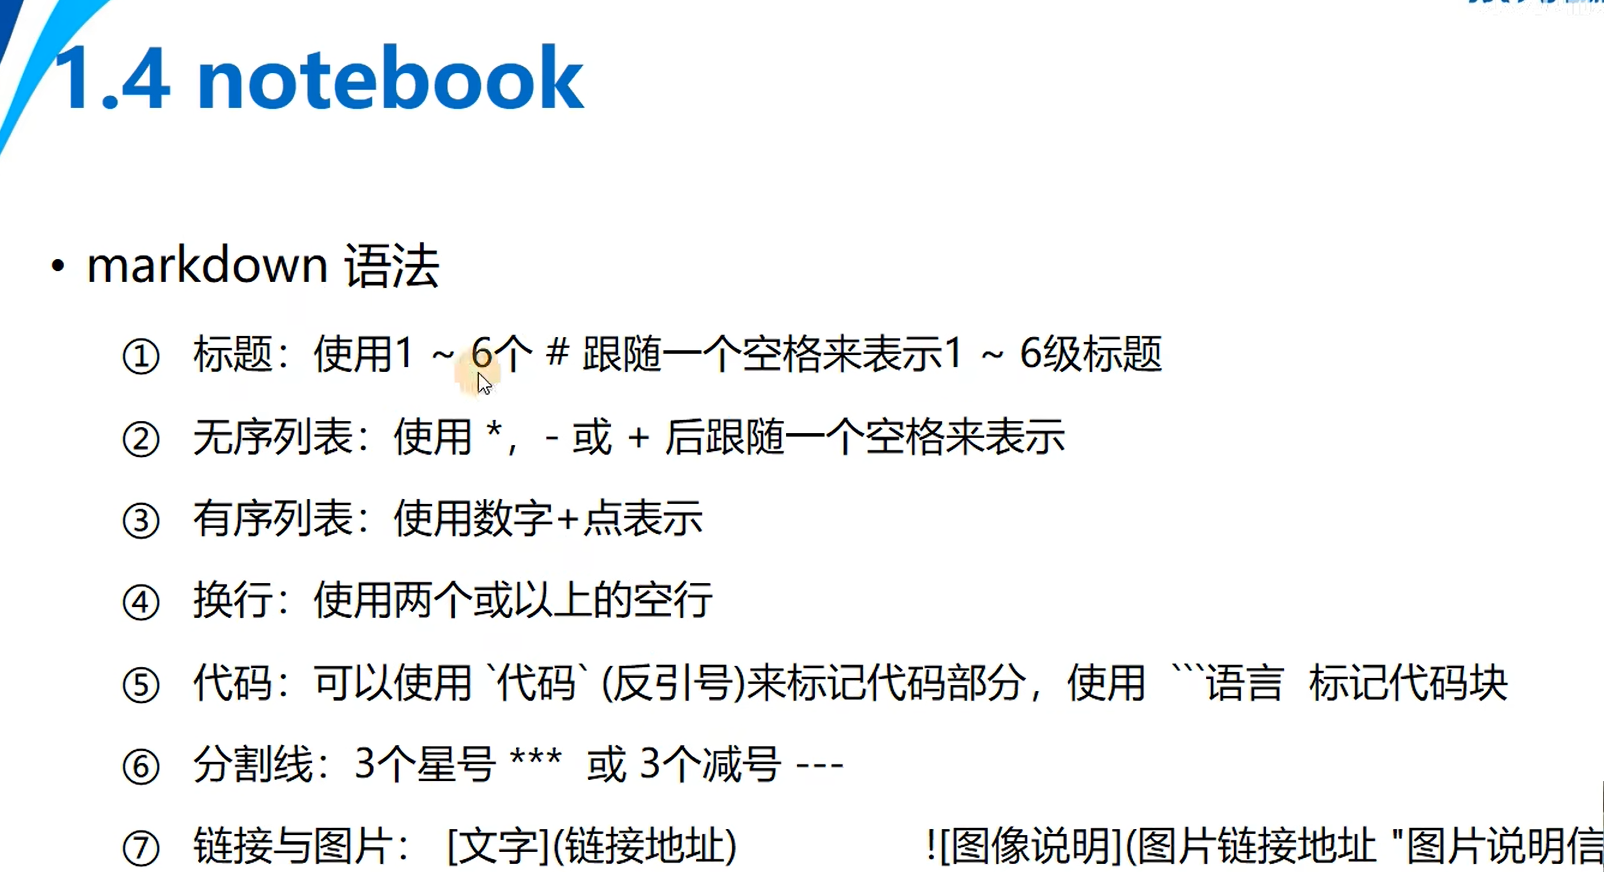 1.4 notebook
• markdown 语法
① 标题：使用1 ~ 6个 # 跟随一个空格来表示1 ~ 6级标题
② 无序列表：使用 *，- 或 + 后跟随一个空格来表示
③ 有序列表：使用数字+点表示
④ 换行：使用两个或以上的空行
⑤ 代码：可以使用 `代码` (反引号)来标记代码部分，使用 ```语言 标记代码块
⑥ 分割线：3个星号 *** 或 3个减号 ---
⑦ 链接与图片： [文字](链接地址) ![图像说明](图片链接地址 "图片说明信